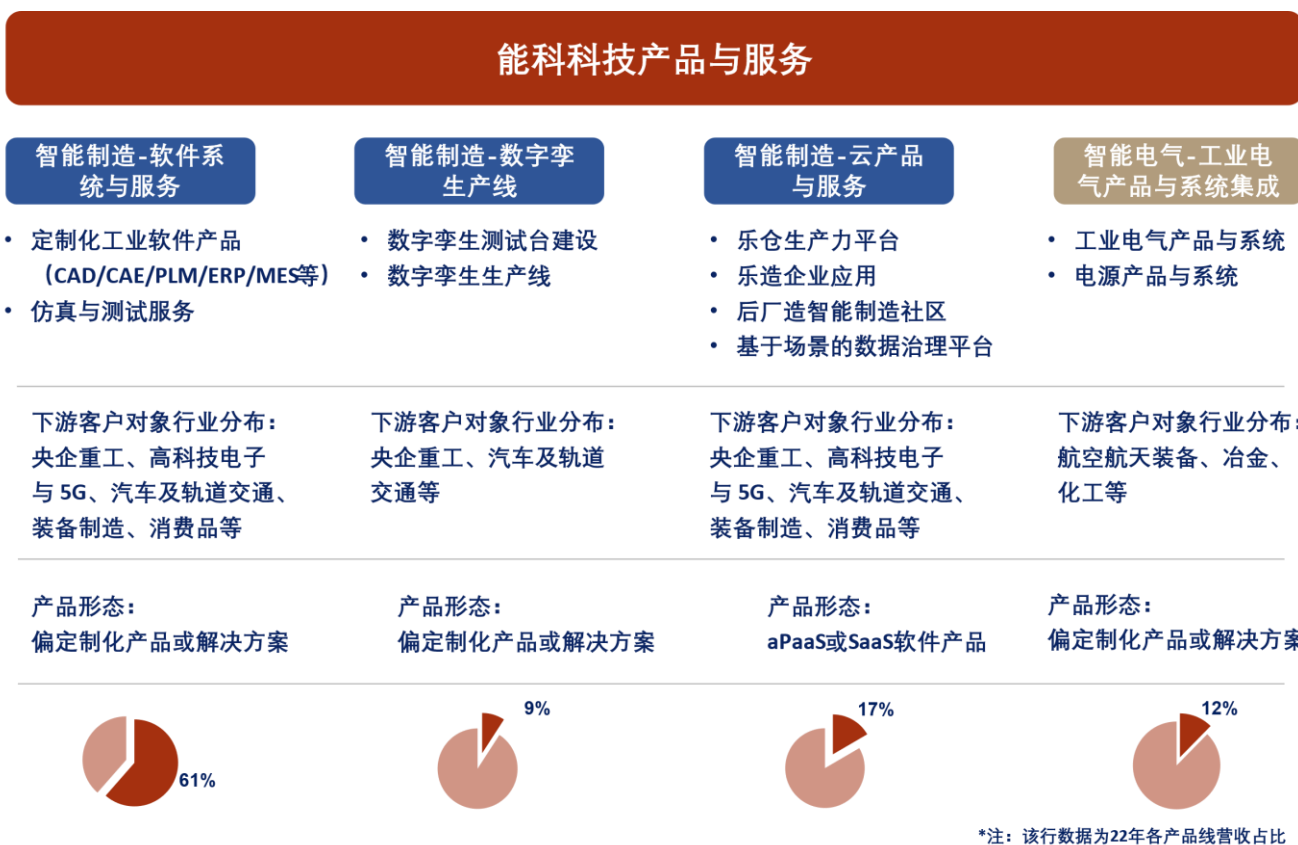 能科科技产品与服务
智能制造-软件系
统与服务
• 定制化工业软件产品
（CAD/CAE/PLM/ERP/MES等）
• 仿真与测试服务
下游客户对象行业分布：
央企重工、高科技电子
与 5G、汽车及轨道交通、
装备制造、消费品等
产品形态：
偏定制化产品或解决方案
61%
智能制造-数字孪
生产线
• 数字孪生测试台建设
• 数字孪生生产线
下游客户对象行业分布：
央企重工、汽车及轨道
交通等
产品形态：
偏定制化产品或解决方案
9%
智能制造-云产品
与服务
• 乐仓生产力平台
• 乐造企业应用
• 后厂造智能制造社区
• 基于场景的数据治理平台
下游客户对象行业分布：
央企重工、高科技电子
与 5G、汽车及轨道交通、
装备制造、消费品等
产品形态：
aPaaS或SaaS软件产品
17%
智能电气-工业电
气产品与系统集成
• 工业电气产品与系统
• 电源产品与系统
下游客户对象行业分布：
航空航天装备、冶金、
化工等
产品形态：
偏定制化产品或解决方案
12%
*注：该行数据为22年各产品线营收占比